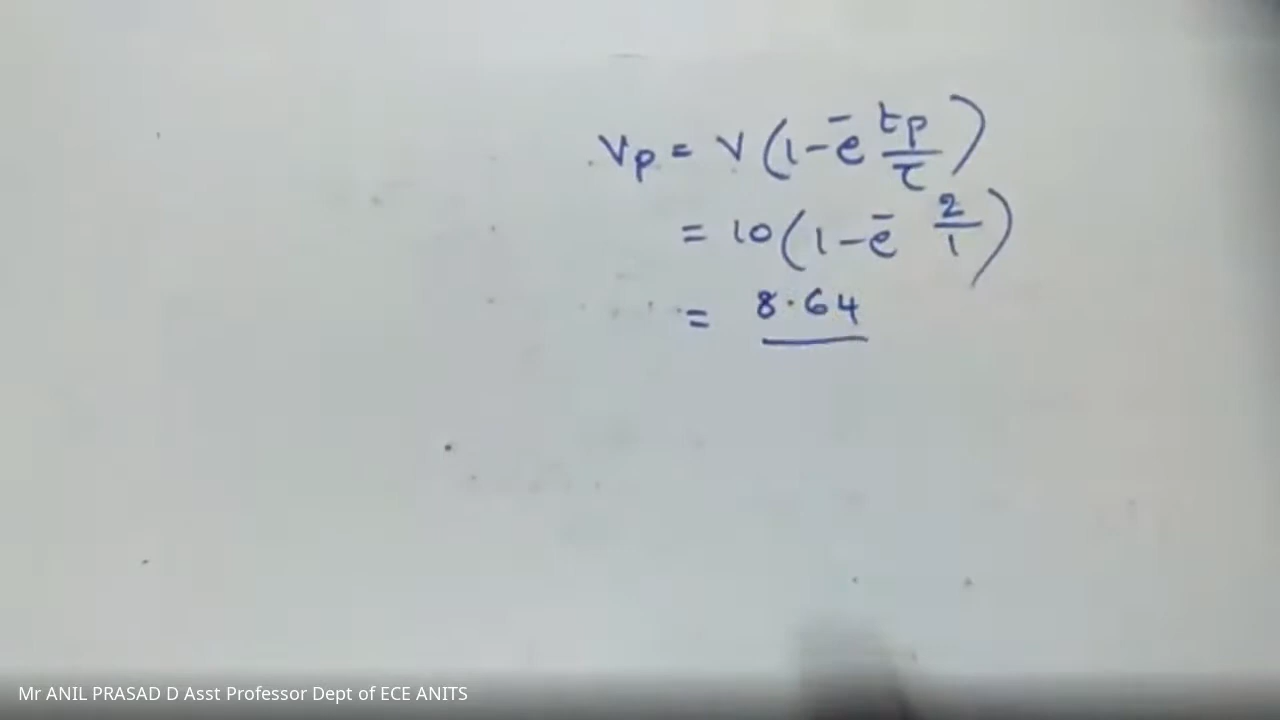 Vp = V (1 - e^- tp/τ)
= 10 (1 - e^- 2/1)
= 8.64
Mr ANIL PRASAD D Asst Professor Dept of ECE ANITS